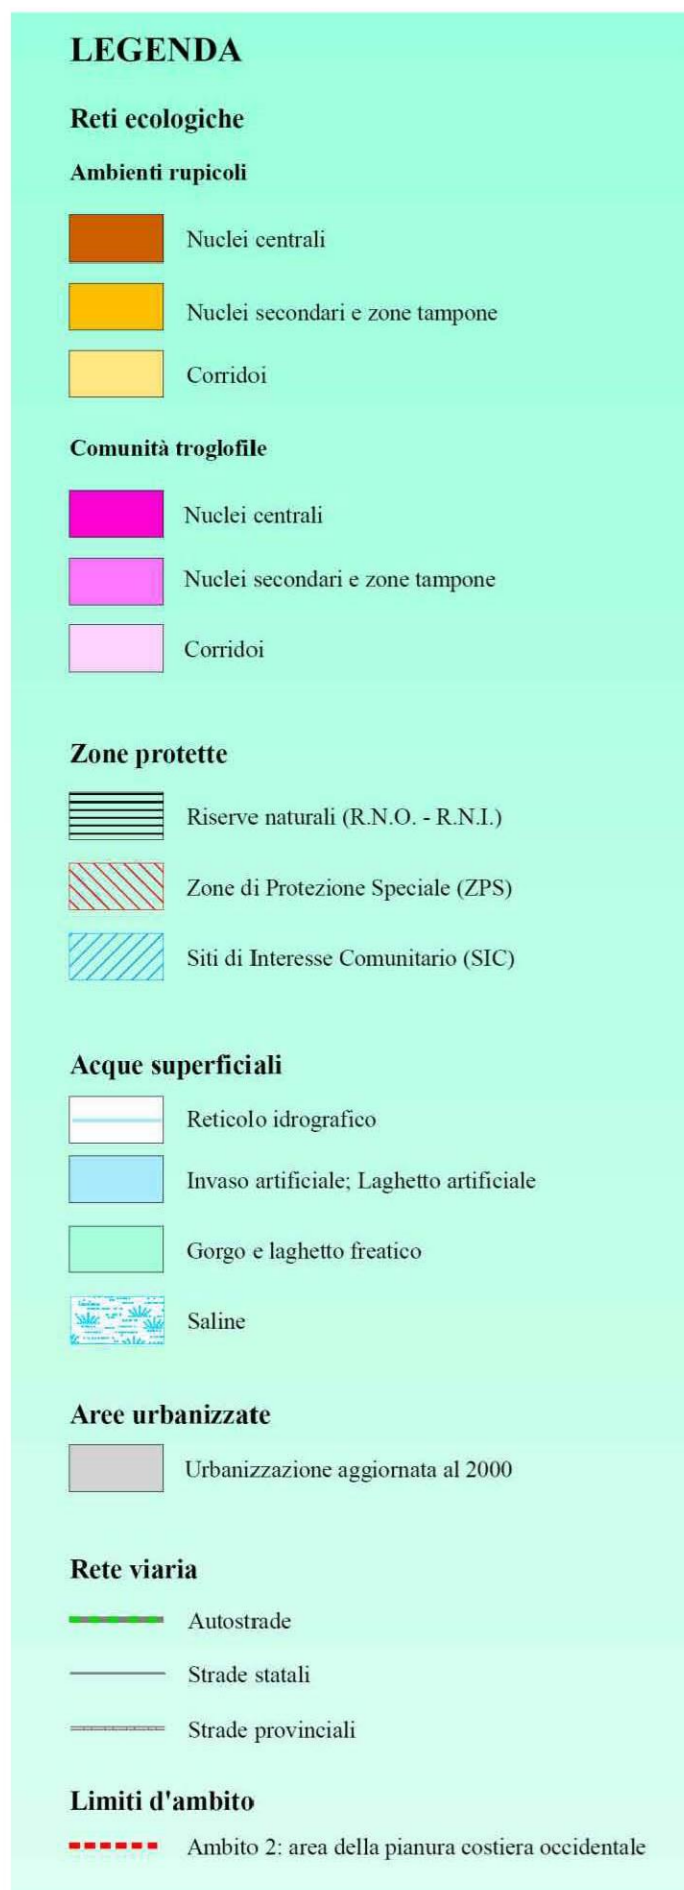 LEGENDA
Reti ecologiche
Ambienti rupicoli
Nuclei centrali
Nuclei secondari e zone tampone
Corridoi
Comunità troglofile
Nuclei centrali
Nuclei secondari e zone tampone
Corridoi
Zone protette
Riserve naturali (R.N.O. - R.N.I.)
Zone di Protezione Speciale (ZPS)
Siti di Interesse Comunitario (SIC)
Acque superficiali
Reticolo idrografico
Invaso artificiale; Laghetto artificiale
Gorgo e laghetto freatico
Saline
Aree urbanizzate
Urbanizzazione aggiornata al 2000
Rete viaria
Autostrade
Strade statali
Strade provinciali
Limiti d'ambito
Ambito 2: area della pianura costiera occidentale